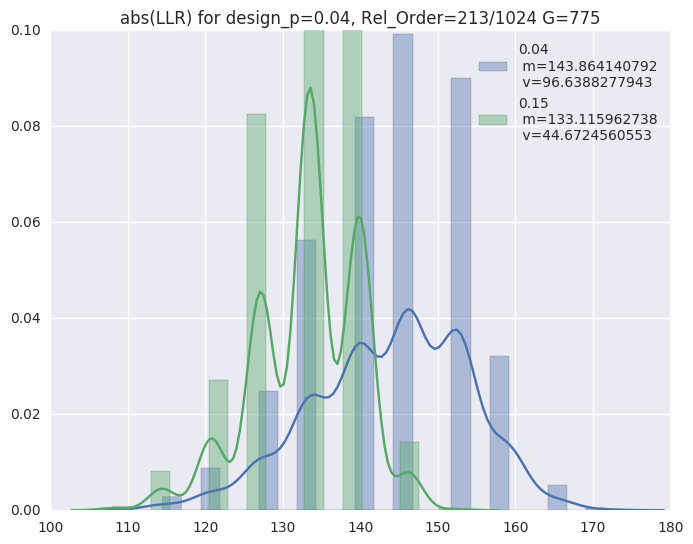 abs(LLR) for design_p=0.04, Rel_Order=213/1024 G=775
0.04
m=143.864140792
v=96.6388277943
0.15
m=133.115962738
v=44.6724560553
0.10
0.08
0.06
0.04
0.02
0.00
100 110 120 130 140 150 160 170 180